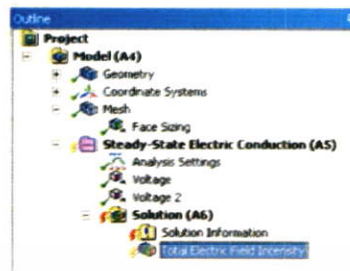 Outline
Project
Model (A4)
Geometry
Coordinate Systems
Mesh
Face Sizing
Steady-State Electric Conduction (A5)
Analysis Settings
Voltage
Voltage 2
Solution (A6)
Solution Information
Total Electric Field Intensity